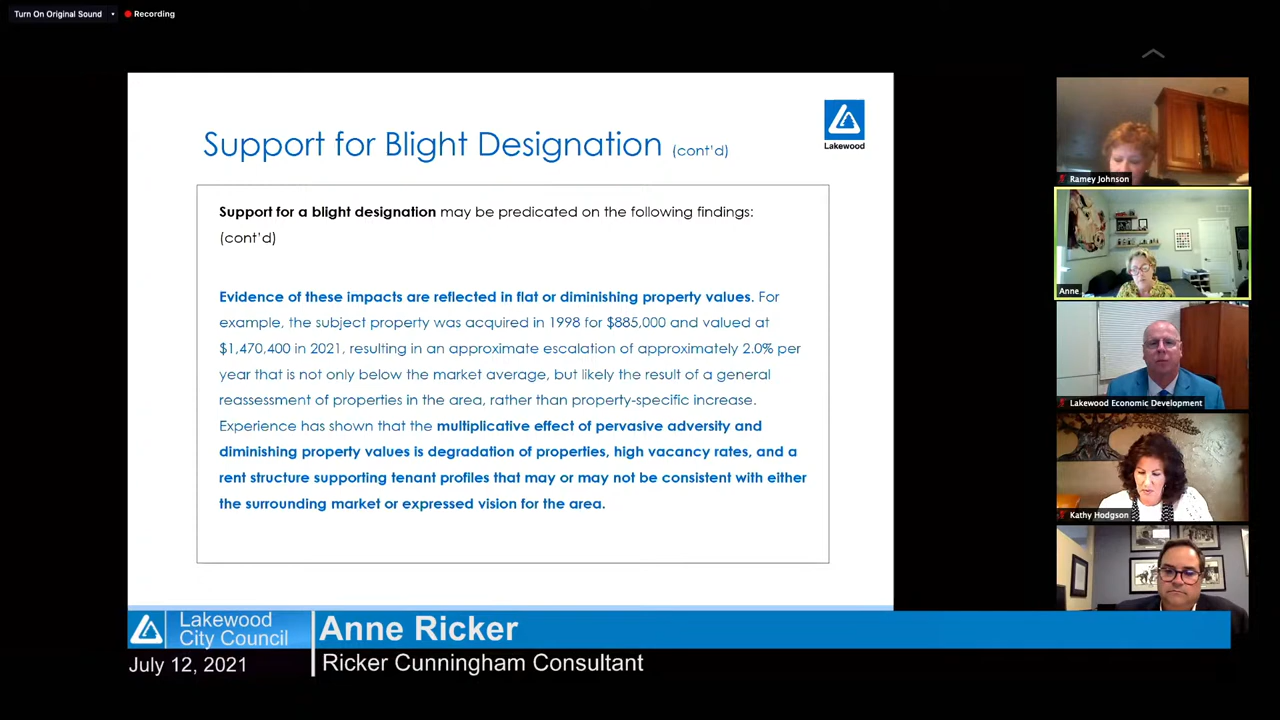 Turn On Original Sound
Recording
Support for Blight Designation (cont'd)
Lakewood
Support for a blight designation may be predicated on the following findings:
(cont'd)
Evidence of these impacts are reflected in flat or diminishing property values. For
example, the subject property was acquired in 1998 for $885,000 and valued at
$1,470,400 in 2021, resulting in an approximate escalation of approximately 2.0% per
year that is not only below the market average, but likely the result of a general
reassessment of properties in the area, rather than property-specific increase.
Experience has shown that the multiplicative effect of pervasive adversity and
diminishing property values is degradation of properties, high vacancy rates, and a
rent structure supporting tenant profiles that may or may not be consistent with either
the surrounding market or expressed vision for the area.
Ramey Johnson
Anne
Lakewood Economic Development
Kathy Hodgson
Lakewood
City Council
Anne Ricker
July 12, 2021
Ricker Cunningham Consultant